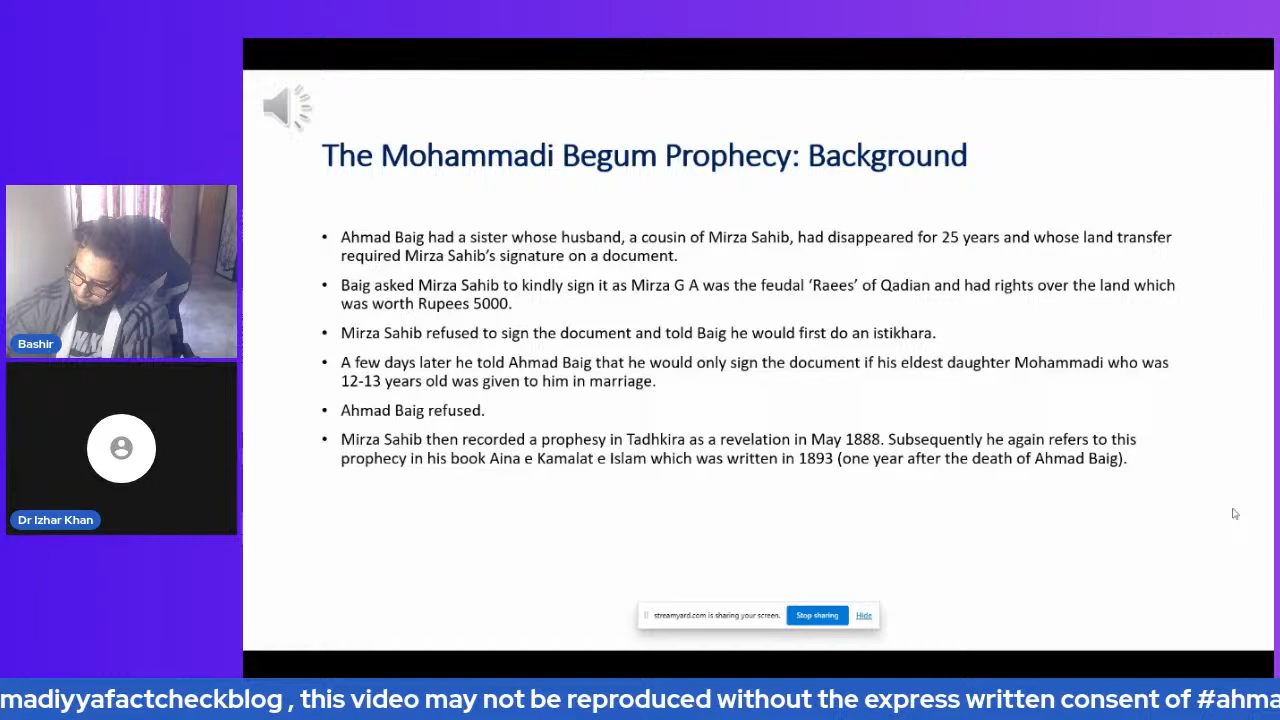 The Mohammadi Begum Prophecy: Background
• Ahmad Baig had a sister whose husband, a cousin of Mirza Sahib, had disappeared for 25 years and whose land transfer
required Mirza Sahib's signature on a document.
• Baig asked Mirza Sahib to kindly sign it as Mirza G A was the feudal 'Raees' of Qadian and had rights over the land which
was worth Rupees 5000.
• Mirza Sahib refused to sign the document and told Baig he would first do an istikhara.
• A few days later he told Ahmad Baig that he would only sign the document if his eldest daughter Mohammadi who was
12-13 years old was given to him in marriage.
• Ahmad Baig refused.
• Mirza Sahib then recorded a prophesy in Tadhkira as a revelation in May 1888. Subsequently he again refers to this
prophecy in his book Aina e Kamalat e Islam which was written in 1893 (one year after the death of Ahmad Baig).
Bashir
Dr Izhar Khan
streamyard.com is sharing your screen. Stop sharing Hide
madiyyafactcheckblog , this video may not be reproduced without the express written consent of #ahma